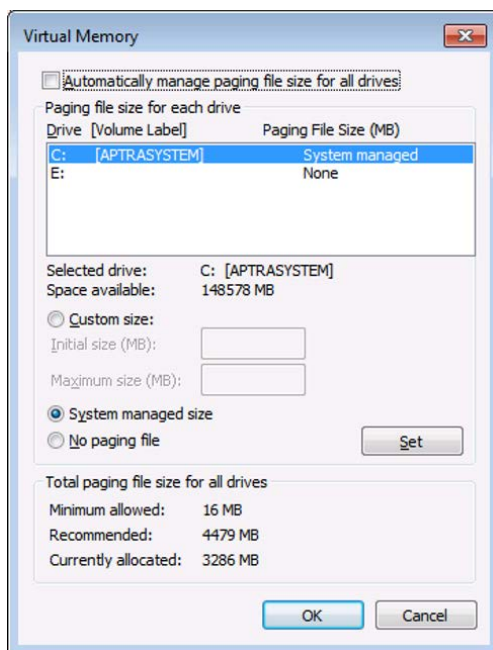 Virtual Memory
Automatically manage paging file size for all drives
Paging file size for each drive
Drive [Volume Label] Paging File Size (MB)
C: [APTRASYSTEM] System managed
E: None
Selected drive: C: [APTRASYSTEM]
Space available: 148578 MB
Custom size:
Initial size (MB):
Maximum size (MB):
System managed size
No paging file
Set
Total paging file size for all drives
Minimum allowed: 16 MB
Recommended: 4479 MB
Currently allocated: 3286 MB
OK Cancel